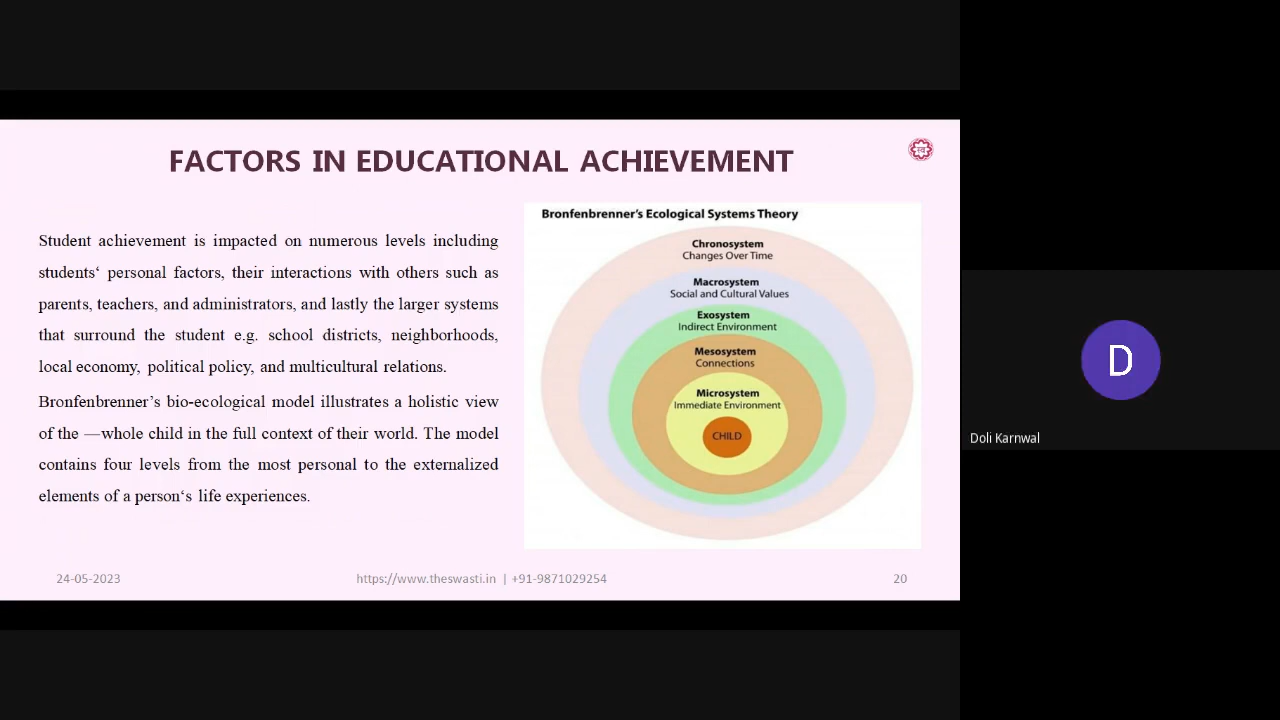 FACTORS IN EDUCATIONAL ACHIEVEMENT
Student achievement is impacted on numerous levels including
students‘ personal factors, their interactions with others such as
parents, teachers, and administrators, and lastly the larger systems
that surround the student e.g. school districts, neighborhoods,
local economy, political policy, and multicultural relations.
Bronfenbrenner’s bio-ecological model illustrates a holistic view
of the —whole child in the full context of their world. The model
contains four levels from the most personal to the externalized
elements of a person‘s life experiences.
Bronfenbrenner’s Ecological Systems Theory
Chronosystem
Changes Over Time
Macrosystem
Social and Cultural Values
Exosystem
Indirect Environment
Mesosystem
Connections
Microsystem
Immediate Environment
CHILD
24-05-2023
https://www.theswasti.in | +91-9871029254
20
D
Doli Karnwal